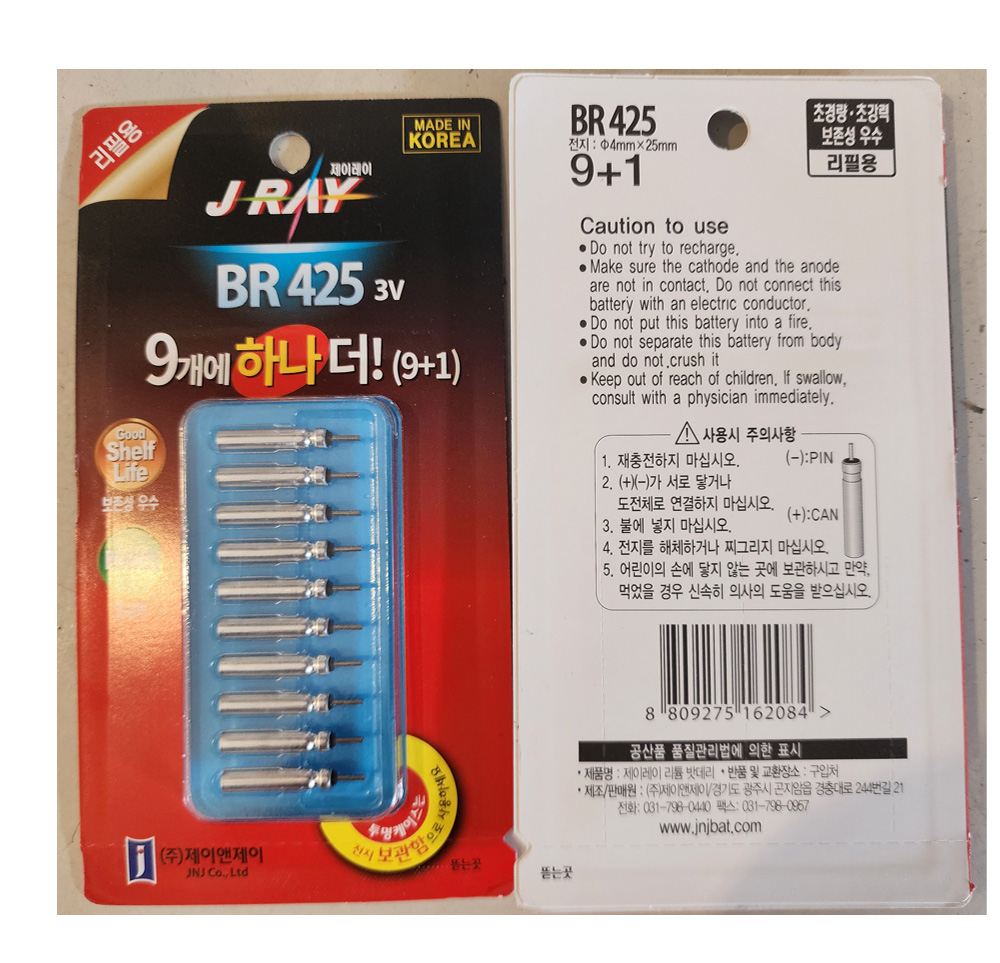 리필용
MADE IN
KOREA
제이레이
J RAY
BR 425 3V
9개에 하나 더! (9+1)
Good
Shelf
Life
보존성 우수
투명케이스는
전지 보관함으로 사용하세요
(주)제이앤제이
JNJ Co., Ltd
뜯는곳
BR 425
전지 : Φ4mm×25mm
9+1
초경량·초강력
보존성 우수
리필용
Caution to use
• Do not try to recharge.
• Make sure the cathode and the anode
are not in contact. Do not connect this
battery with an electric conductor.
• Do not put this battery into a fire.
• Do not separate this battery from body
and do not.crush it
• Keep out of reach of children. If swallow,
consult with a physician immediately.
사용시 주의사항
1. 재충전하지 마십시오.
2. (+)(-)가 서로 닿거나
도전체로 연결하지 마십시오.
3. 불에 넣지 마십시오.
4. 전지를 해체하거나 찌그리지 마십시오.
5. 어린이의 손에 닿지 않는 곳에 보관하시고 만약,
먹었을 경우 신속히 의사의 도움을 받으십시오.
(-):PIN
(+):CAN
8 809275 162084 >
공산품 품질관리법에 의한 표시
• 제품명 : 제이레이 리튬 밧데리 • 반품 및 교환장소 : 구입처
• 제조/판매원 : (주)제이앤제이/경기도 광주시 곤지암읍 경충대로 244번길 21
전화: 031-798-0440 팩스: 031-798-0957
www.jnjbat.com
뜯는곳